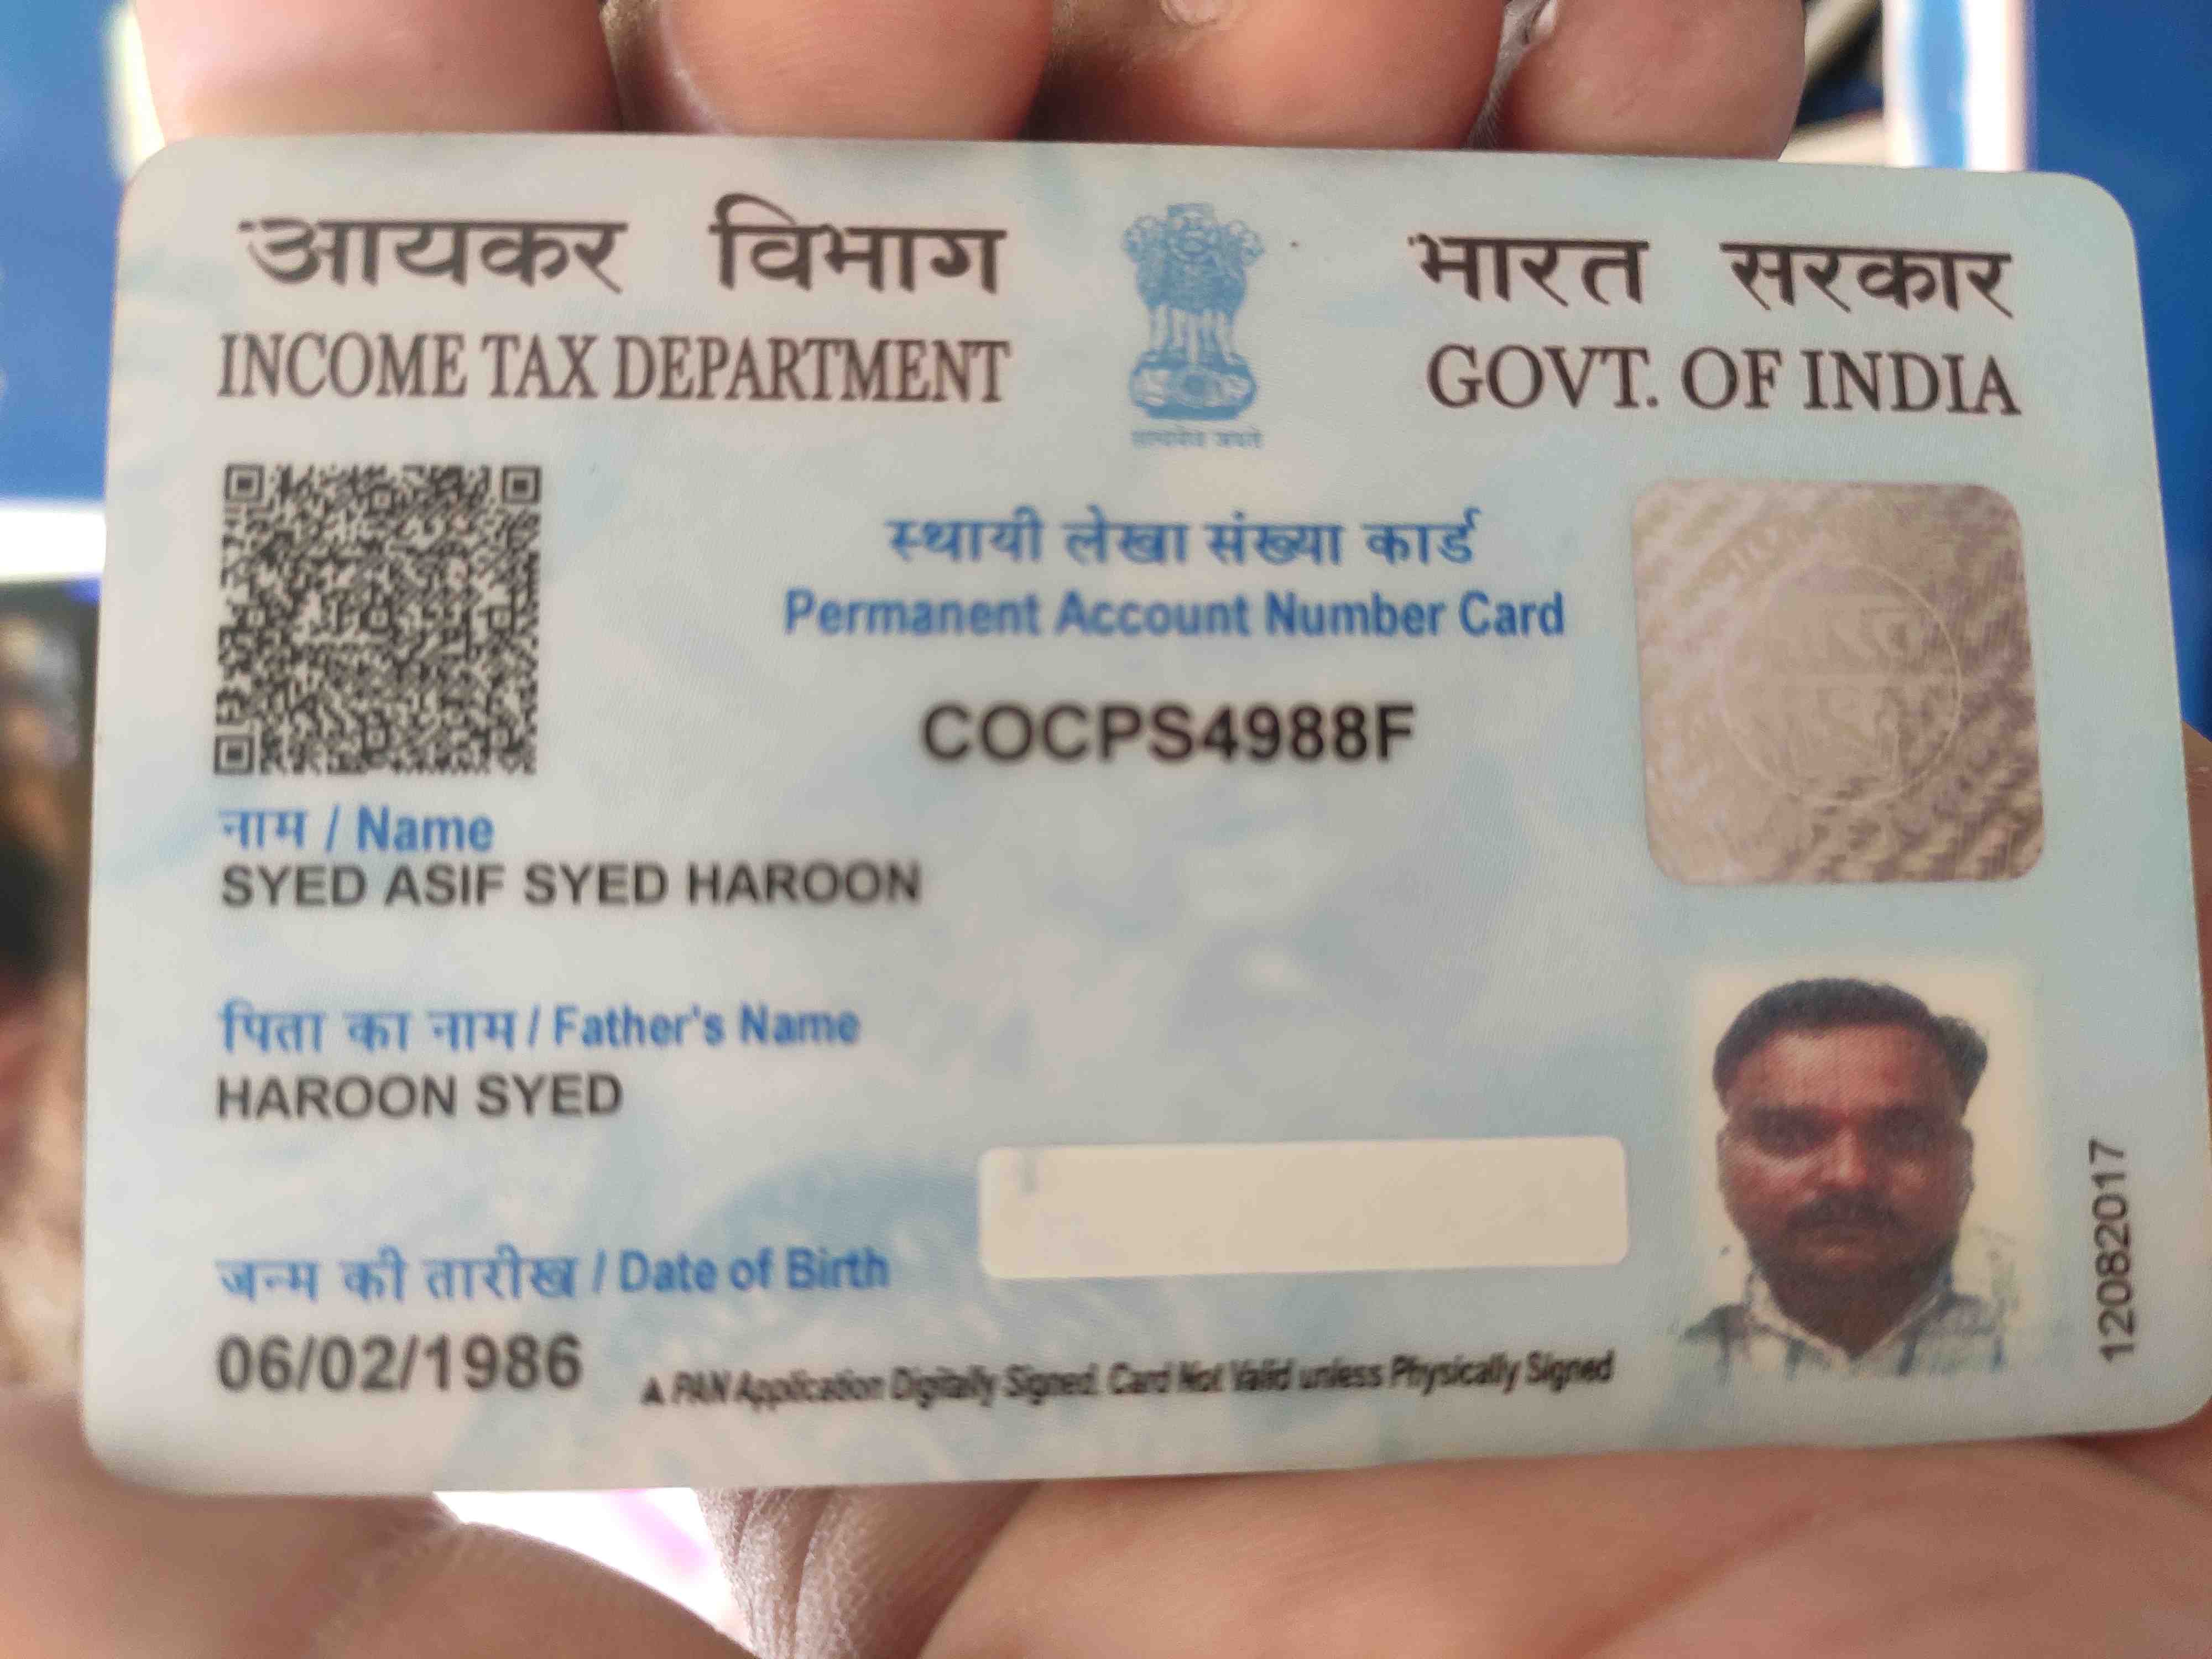 आयकर विभाग
INCOME TAX DEPARTMENT
भारत सरकार
GOVT. OF INDIA
सत्यमेव जयते
स्थायी लेखा संख्या कार्ड
Permanent Account Number Card
COCPS4988F
नाम / Name
SYED ASIF SYED HAROON
पिता का नाम / Father's Name
HAROON SYED
जन्म की तारीख / Date of Birth
06/02/1986
PAN Application Digitally Signed. Card Not Valid unless Physically Signed
12082017